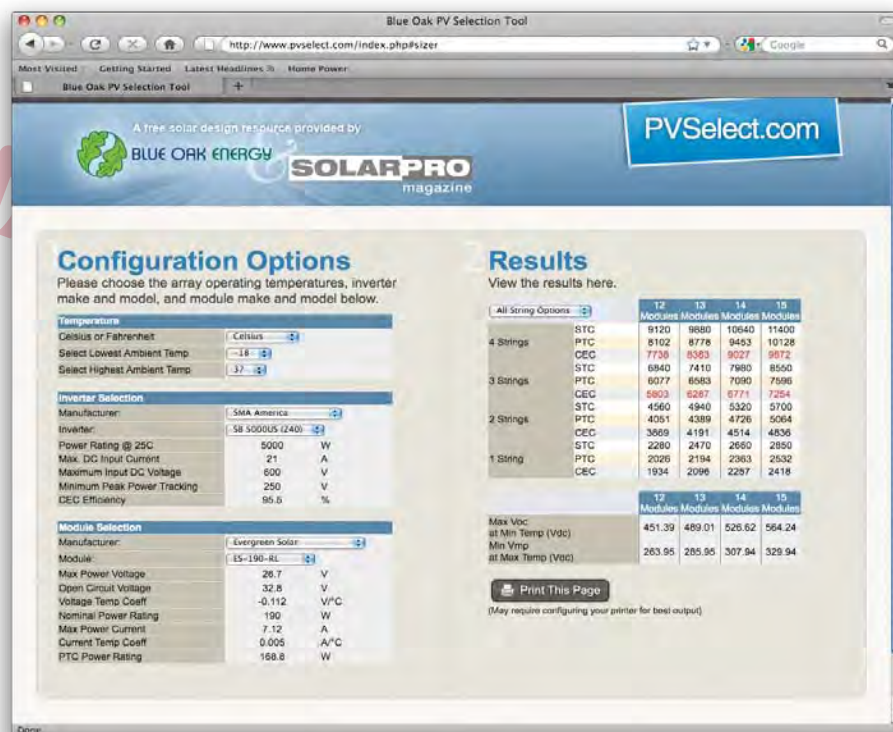 Blue Oak PV Selection Tool
http://www.pvselect.com/index.php#sizer
Google
Most Visited Getting Started Latest Headlines Home Power
Blue Oak PV Selection Tool +
A free solar design resource provided by
BLUE OAK ENERGY
& SOLARPRO
magazine
PVSelect.com
Configuration Options
Please choose the array operating temperatures, inverter
make and model, and module make and model below.
Temperature
Celsius or Fahrenheit Celsius
Select Lowest Ambient Temp -18
Select Highest Ambient Temp 37
Inverter Selection
Manufacturer: SMA America
Inverter: SB 5000US (240)
Power Rating @ 25C 5000 W
Max. DC Input Current 21 A
Maximum Input DC Voltage 600 V
Minimum Peak Power Tracking 250 V
CEC Efficiency 95.5 %
Module Selection
Manufacturer: Evergreen Solar
Module: ES-190-RL
Max Power Voltage 26.7 V
Open Circuit Voltage 32.8 V
Voltage Temp Coeff -0.112 V/°C
Nominal Power Rating 190 W
Max Power Current 7.12 A
Current Temp Coeff 0.005 A/°C
PTC Power Rating 168.8 W
Results
View the results here.
All String Options
12 13 14 15
Modules Modules Modules Modules
STC 9120 9880 10640 11400
4 Strings PTC 8102 8778 9453 10128
CEC 7738 8383 9027 9672
STC 6840 7410 7980 8550
3 Strings PTC 6077 6583 7090 7596
CEC 5803 6287 6771 7254
STC 4560 4940 5320 5700
2 Strings PTC 4051 4389 4726 5064
CEC 3869 4191 4514 4836
STC 2280 2470 2660 2850
1 String PTC 2026 2194 2363 2532
CEC 1934 2096 2257 2418
12 13 14 15
Modules Modules Modules Modules
Max Voc
at Min Temp (Vdc) 451.39 489.01 526.62 564.24
Min Vmp
at Max Temp (Vdc) 263.95 285.95 307.94 329.94
Print This Page
(May require configuring your printer for best output)
Done